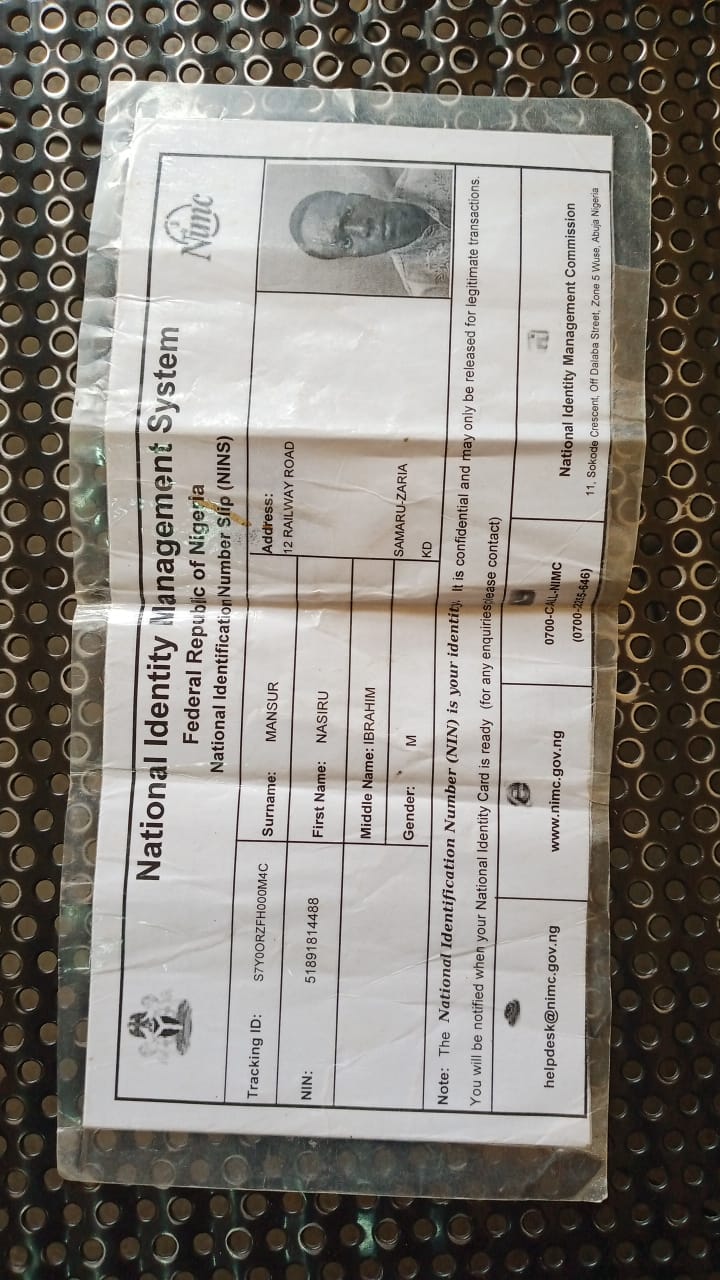 National Identity Management System
Federal Republic of Nigeria
National Identification Number Slip (NINS)
Nimc
Tracking ID: S7Y0ORZFH000M4C
Surname: MANSUR
Address:
12 RAILWAY ROAD
NIN: 51891814488
First Name: NASIRU
Middle Name: IBRAHIM
SAMARU-ZARIA
Gender: M
KD
Note: The National Identification Number (NIN) is your identity. It is confidential and may only be released for legitimate transactions.
You will be notified when your National Identity Card is ready (for any enquiries please contact)
helpdesk@nimc.gov.ng
www.nimc.gov.ng
0700-CALL-NIMC
National Identity Management Commission
11, Sokode Crescent, Off Dalaba Street, Zone 5 Wuse, Abuja Nigeria